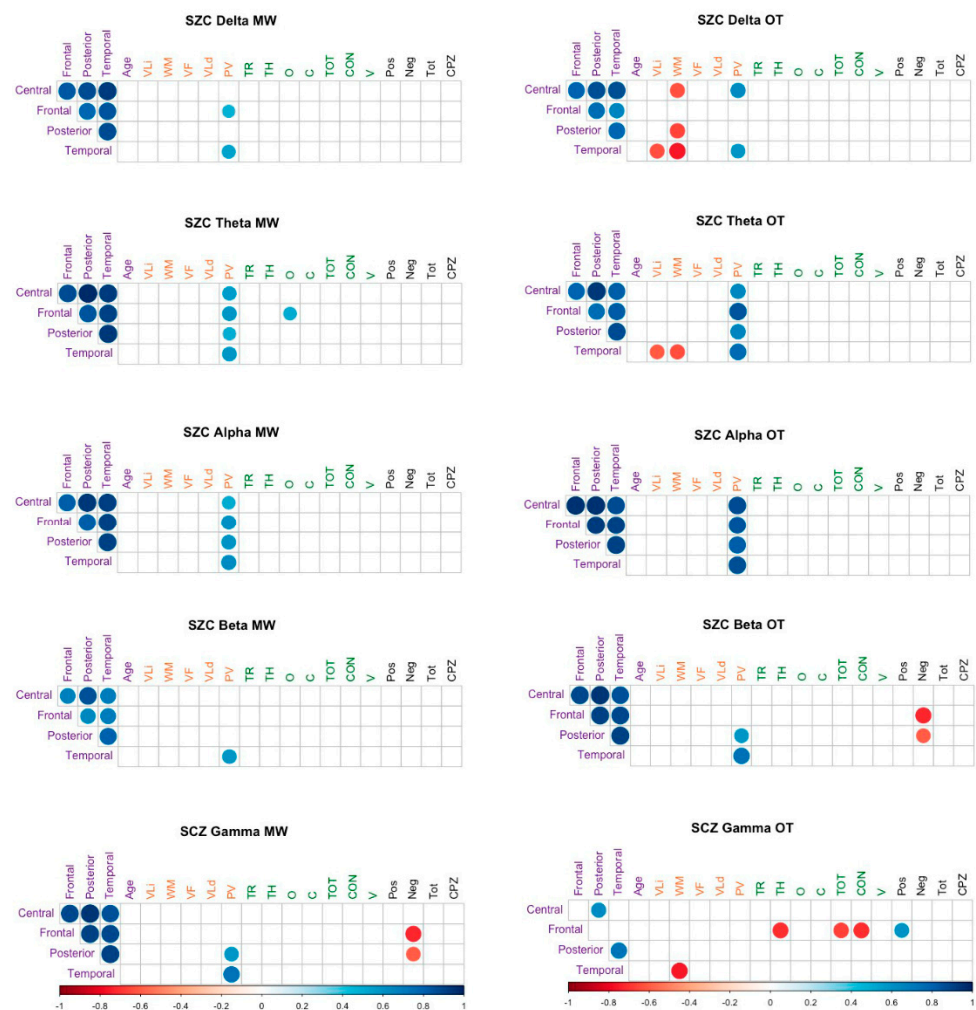 SZC Delta MW
Frontal Posterior Temporal Age VLi WM VF VLd PV TR TH O C TOT CON V Pos Neg Tot CPZ
Central
Frontal
Posterior
Temporal
SZC Delta OT
Frontal Posterior Temporal Age VLi WM VF VLd PV TR TH O C TOT CON V Pos Neg Tot CPZ
Central
Frontal
Posterior
Temporal
SZC Theta MW
Frontal Posterior Temporal Age VLi WM VF VLd PV TR TH O C TOT CON V Pos Neg Tot CPZ
Central
Frontal
Posterior
Temporal
SZC Theta OT
Frontal Posterior Temporal Age VLi WM VF VLd PV TR TH O C TOT CON V Pos Neg Tot CPZ
Central
Frontal
Posterior
Temporal
SZC Alpha MW
Frontal Posterior Temporal Age VLi WM VF VLd PV TR TH O C TOT CON V Pos Neg Tot CPZ
Central
Frontal
Posterior
Temporal
SZC Alpha OT
Frontal Posterior Temporal Age VLi WM VF VLd PV TR TH O C TOT CON V Pos Neg Tot CPZ
Central
Frontal
Posterior
Temporal
SZC Beta MW
Frontal Posterior Temporal Age VLi WM VF VLd PV TR TH O C TOT CON V Pos Neg Tot CPZ
Central
Frontal
Posterior
Temporal
SZC Beta OT
Frontal Posterior Temporal Age VLi WM VF VLd PV TR TH O C TOT CON V Pos Neg Tot CPZ
Central
Frontal
Posterior
Temporal
SCZ Gamma MW
Frontal Posterior Temporal Age VLi WM VF VLd PV TR TH O C TOT CON V Pos Neg Tot CPZ
Central
Frontal
Posterior
Temporal
-1 -0.8 -0.6 -0.4 -0.2 0 0.2 0.4 0.6 0.8 1
SCZ Gamma OT
Frontal Posterior Temporal Age VLi WM VF VLd PV TR TH O C TOT CON V Pos Neg Tot CPZ
Central
Frontal
Posterior
Temporal
-1 -0.8 -0.6 -0.4 -0.2 0 0.2 0.4 0.6 0.8 1